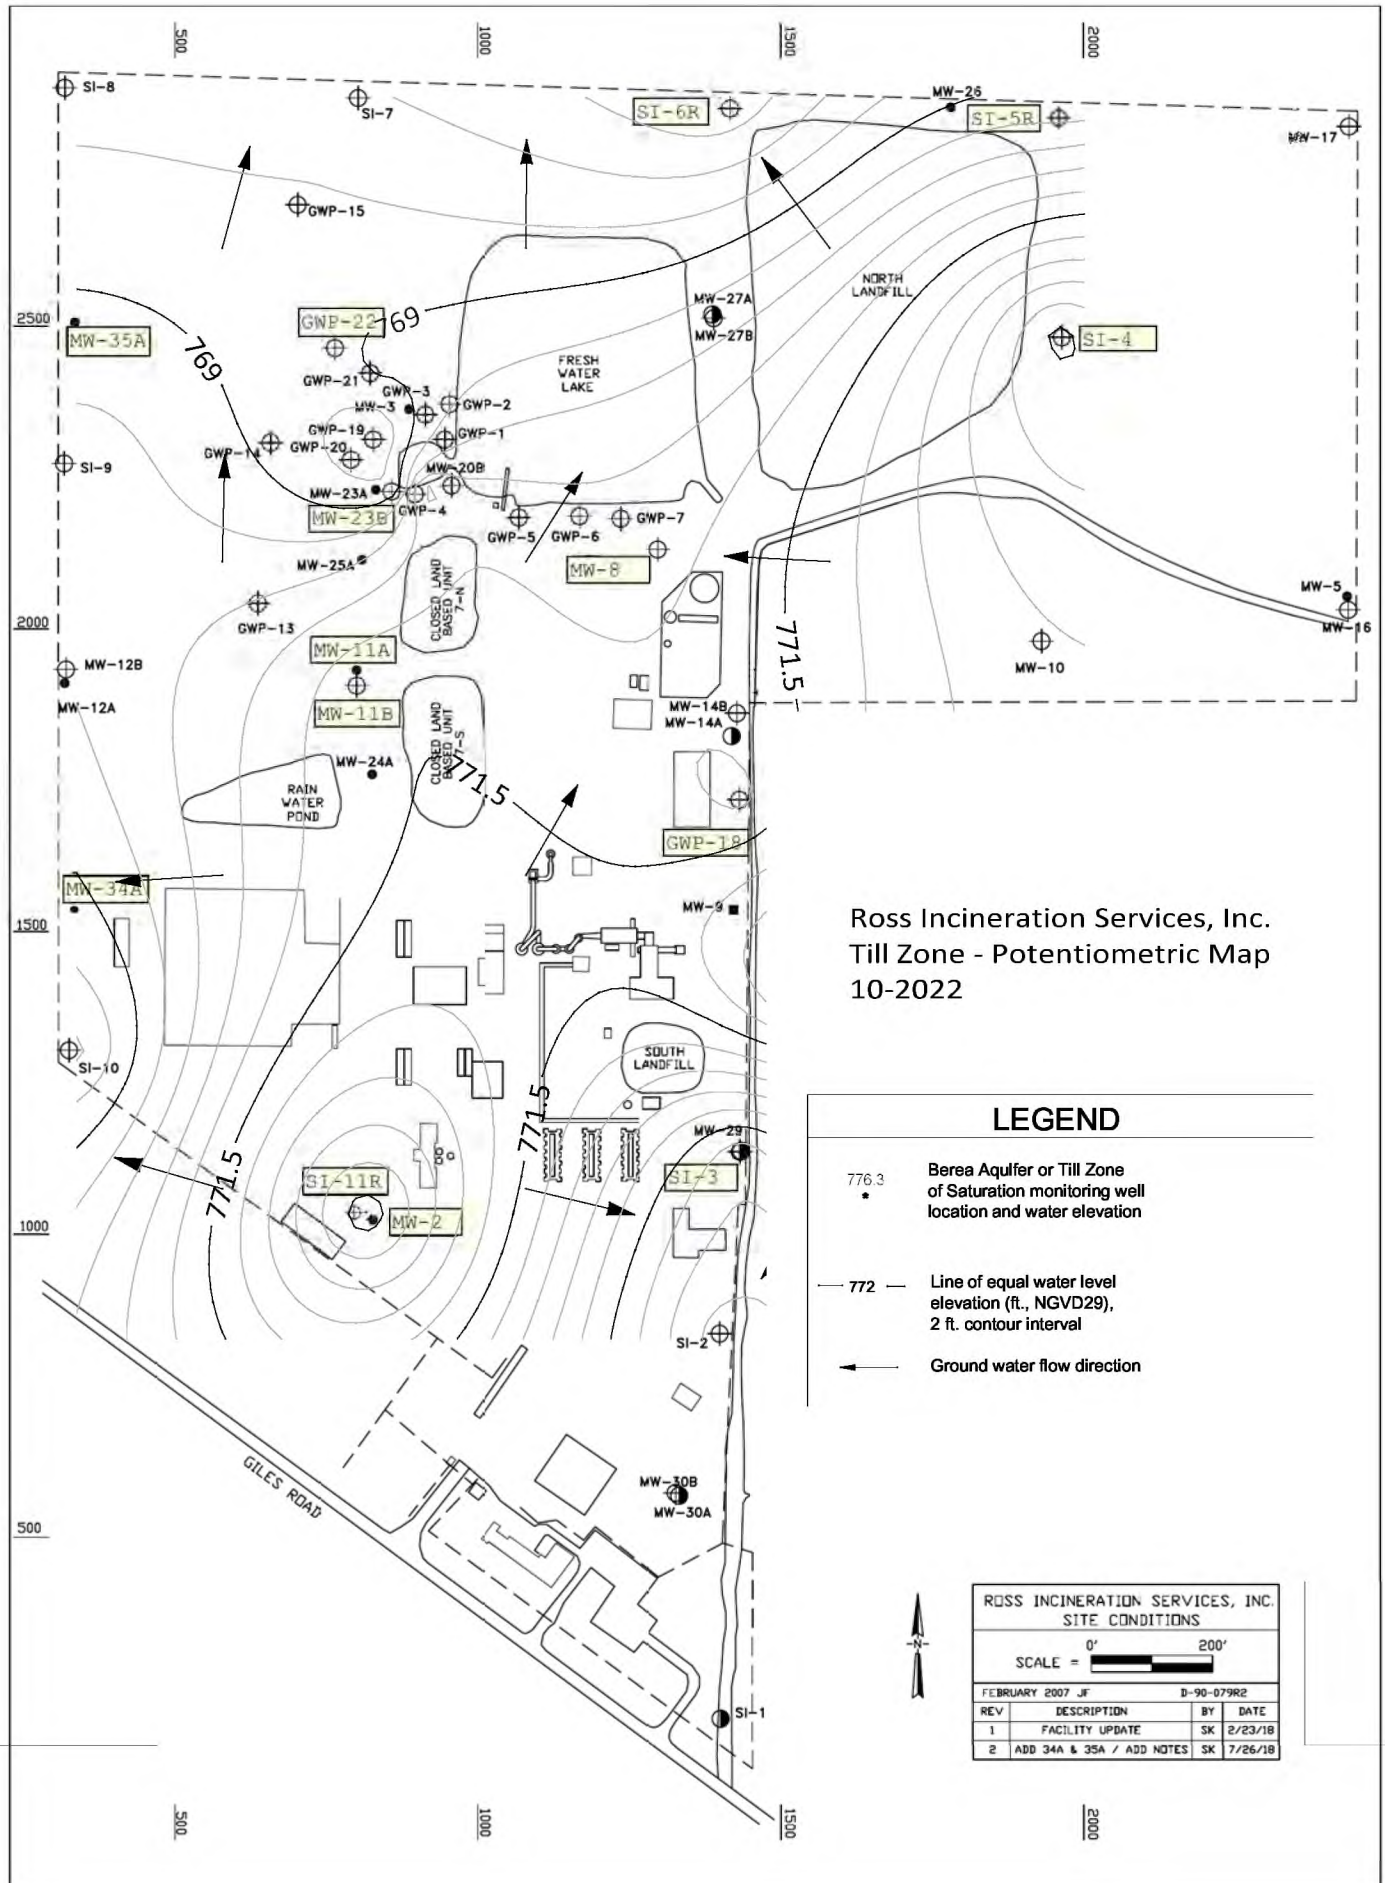 500
1000
1500
2000
SI-8
SI-7
SI-6R
MW-26
SI-5R
MW-17
GWP-15
NORTH
LANDFILL
2500
MW-35A
GWP-22
769
769
MW-27A
MW-27B
SI-4
FRESH
WATER
LAKE
GWP-21
GWP-3
MW-3
GWP-2
GWP-19
GWP-1
GWP-14
GWP-20
SI-9
MW-20B
MW-23A
GWP-4
MW-23B
GWP-5
GWP-6
GWP-7
MW-8
MW-25A
CLOSED LAND
BASED UNIT
7-N
MW-5
GWP-13
2000
MW-16
771.5
MW-11A
MW-12B
MW-10
MW-12A
MW-11B
MW-14B
MW-14A
CLOSED LAND
BASED UNIT
7-S
MW-24A
771.5
RAIN
WATER
POND
GWP-18
MW-34A
MW-9
1500
Ross Incineration Services, Inc.
Till Zone - Potentiometric Map
10-2022
SI-10
SOUTH
LANDFILL
771.5
MW-29
LEGEND
771.5
SI-11R
SI-3
776.3
Berea Aquifer or Till Zone
of Saturation monitoring well
location and water elevation
MW-2
1000
772
Line of equal water level
elevation (ft., NGVD29),
2 ft. contour interval
SI-2
Ground water flow direction
GILES ROAD
MW-30B
MW-30A
500
N
ROSS INCINERATION SERVICES, INC.
SITE CONDITIONS
0' 200'
SCALE =
FEBRUARY 2007 JF D-90-079R2
REV DESCRIPTION BY DATE
1 FACILITY UPDATE SK 2/23/18
2 ADD 34A & 35A / ADD NOTES SK 7/26/18
SI-1
500
1000
1500
2000